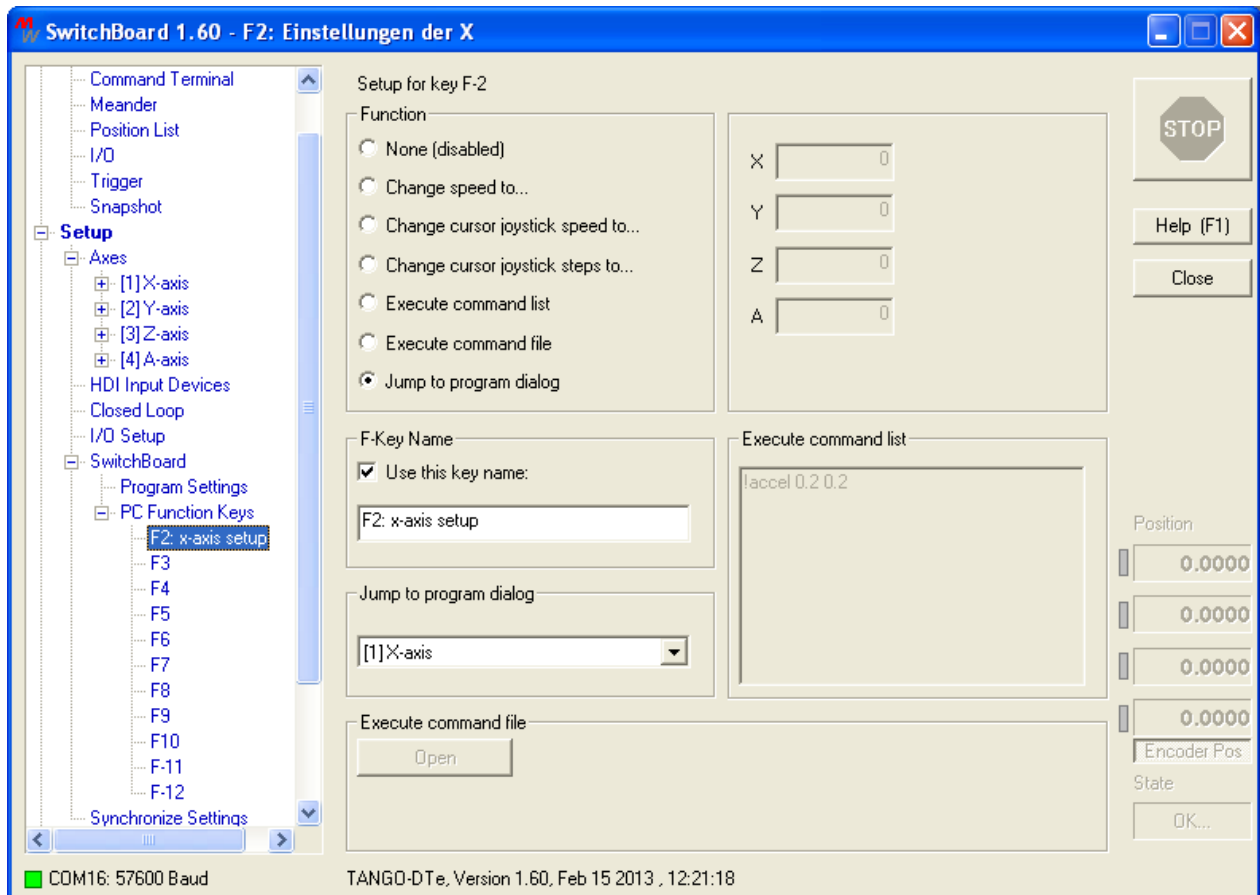 SwitchBoard 1.60 - F2: Einstellungen der X
Command Terminal
Meander
Position List
I/O
Trigger
Snapshot
Setup
Axes
[1] X-axis
[2] Y-axis
[3] Z-axis
[4] A-axis
HDI Input Devices
Closed Loop
I/O Setup
SwitchBoard
Program Settings
PC Function Keys
F2: x-axis setup
F3
F4
F5
F6
F7
F8
F9
F10
F-11
F-12
Synchronize Settings
Setup for key F-2
Function
None (disabled)
Change speed to...
Change cursor joystick speed to...
Change cursor joystick steps to...
Execute command list
Execute command file
Jump to program dialog
X 0
Y 0
Z 0
A 0
F-Key Name
Use this key name:
F2: x-axis setup
Jump to program dialog
[1] X-axis
Execute command list
!accel 0.2 0.2
Execute command file
Open
STOP
Help (F1)
Close
Position
0.0000
0.0000
0.0000
0.0000
Encoder Pos
State
OK...
COM16: 57600 Baud
TANGO-DTe, Version 1.60, Feb 15 2013 , 12:21:18